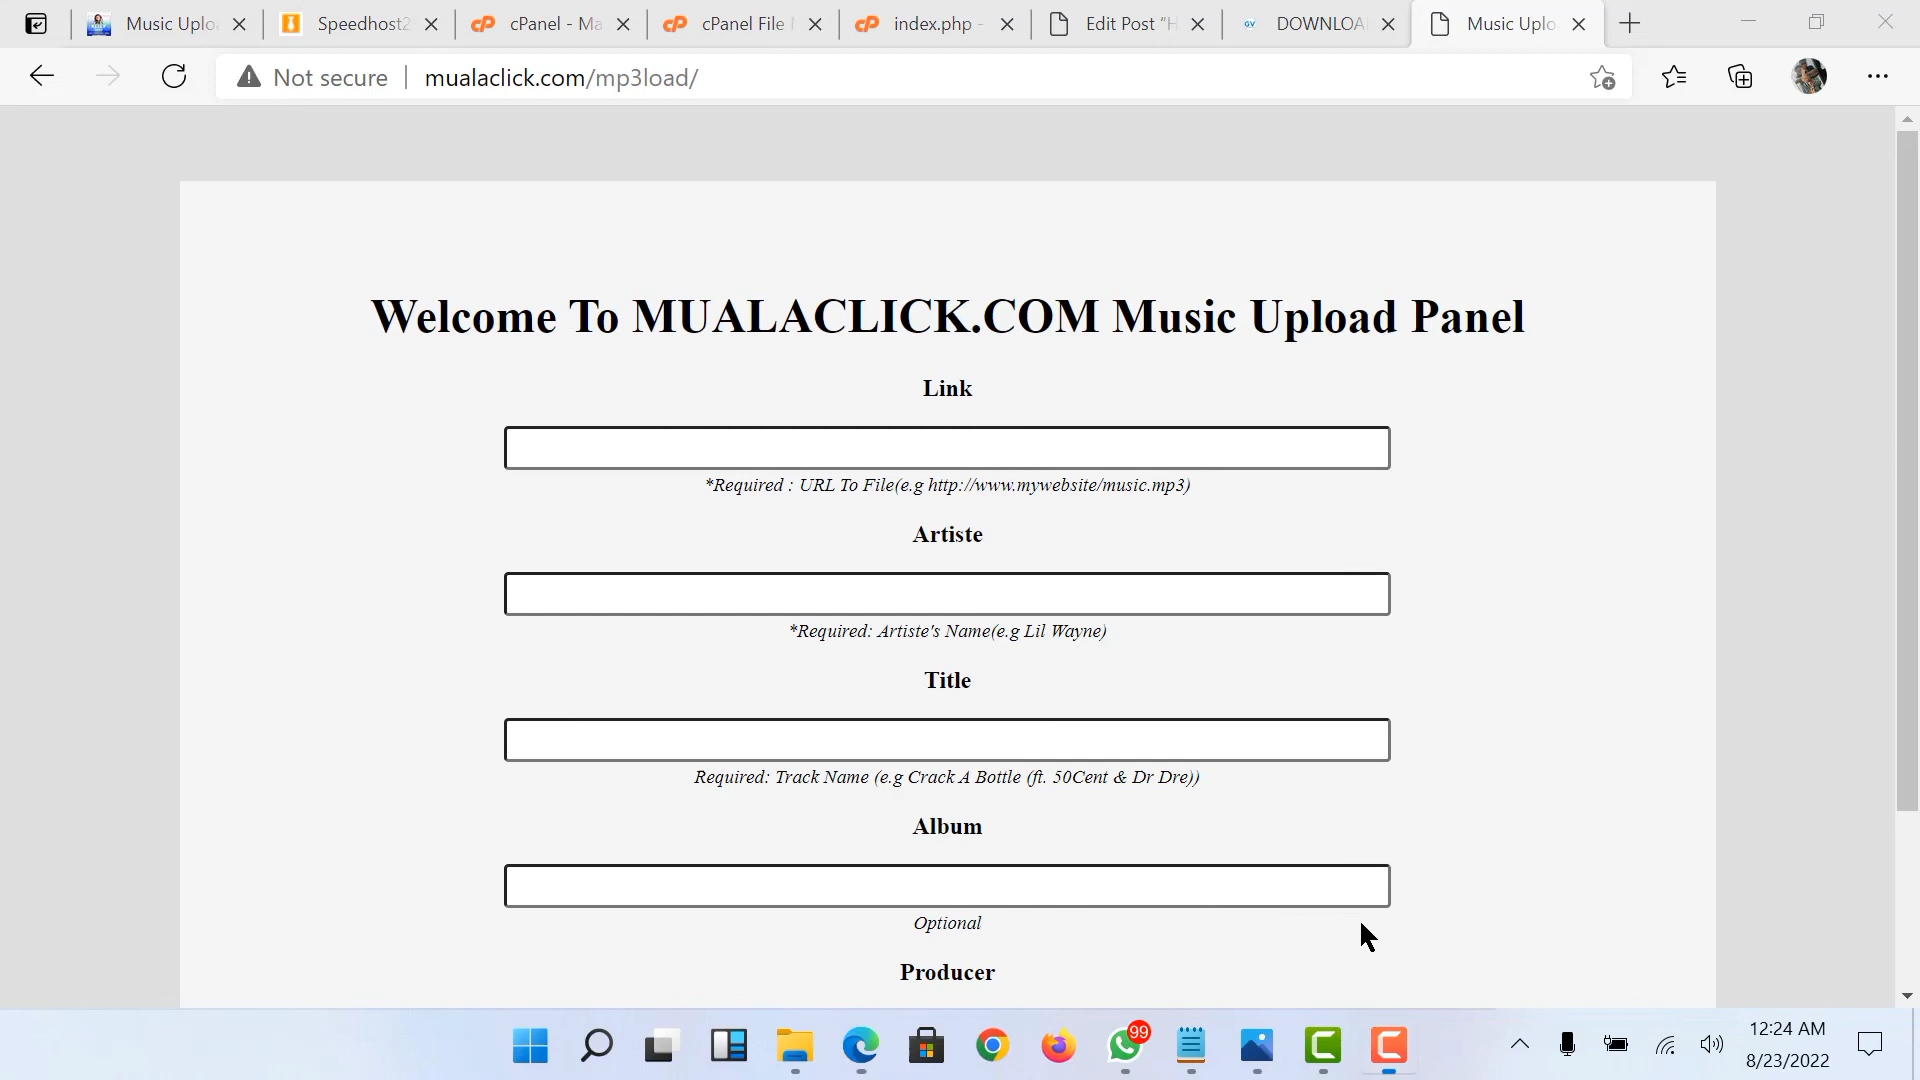 Music Uplo
Speedhost2
cPanel - Ma
cPanel File
index.php -
Edit Post "H
GV
DOWNLOA
Music Uplo
Not secure
mualaclick.com/mp3load/
Welcome To MUALACLICK.COM Music Upload Panel
Link
*Required : URL To File(e.g http://www.mywebsite/music.mp3)
Artiste
*Required: Artiste's Name(e.g Lil Wayne)
Title
Required: Track Name (e.g Crack A Bottle (ft. 50Cent & Dr Dre))
Album
Optional
Producer
99
12:24 AM
8/23/2022